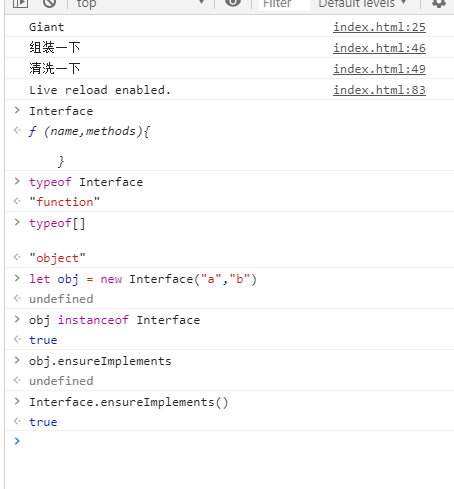 top Filter Default levels
Giant index.html:25
组装一下 index.html:46
清洗一下 index.html:49
Live reload enabled. index.html:83
Interface
ƒ (name,methods){
}
typeof Interface
"function"
typeof[]
"object"
let obj = new Interface("a","b")
undefined
obj instanceof Interface
true
obj.ensureImplements
undefined
Interface.ensureImplements()
true